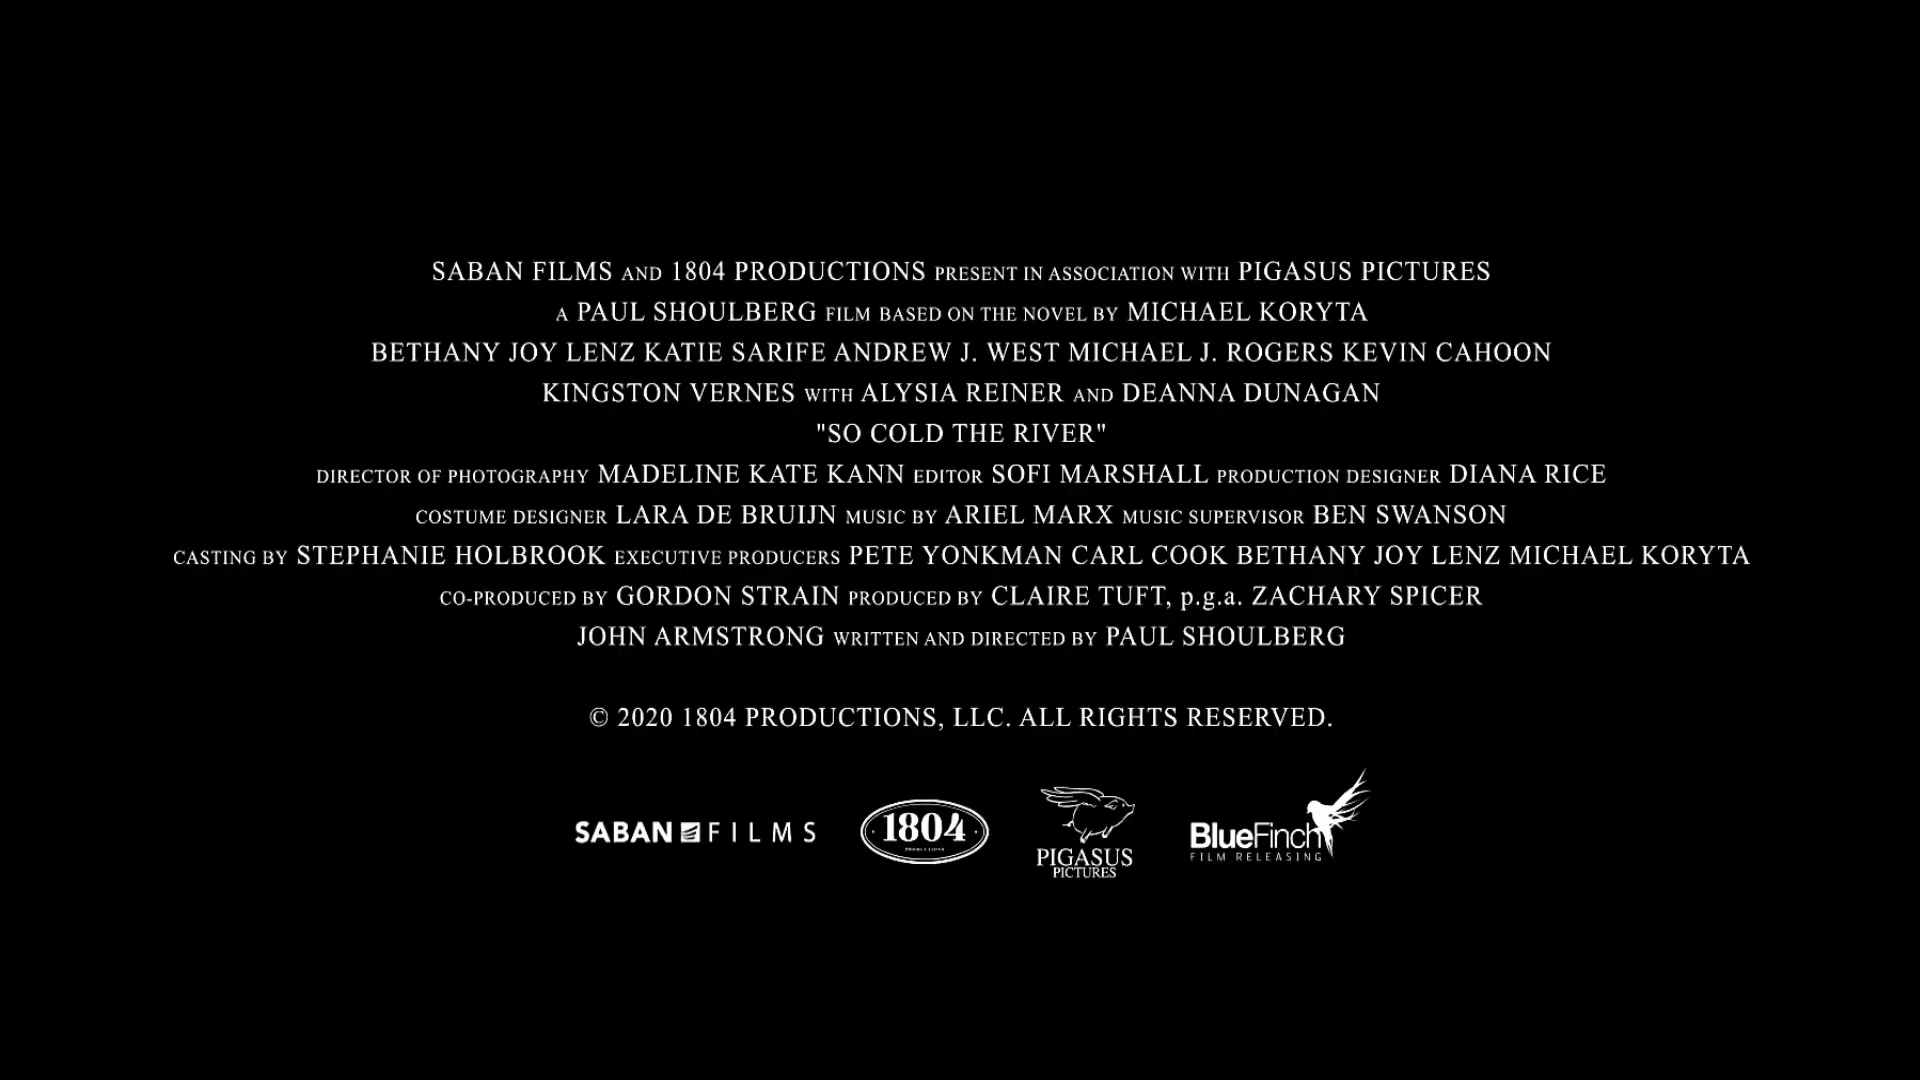 SABAN FILMS AND 1804 PRODUCTIONS PRESENT IN ASSOCIATION WITH PIGASUS PICTURES
A PAUL SHOULBERG FILM BASED ON THE NOVEL BY MICHAEL KORYTA
BETHANY JOY LENZ KATIE SARIFE ANDREW J. WEST MICHAEL J. ROGERS KEVIN CAHOON
KINGSTON VERNES WITH ALYSIA REINER AND DEANNA DUNAGAN
"SO COLD THE RIVER"
DIRECTOR OF PHOTOGRAPHY MADELINE KATE KANN EDITOR SOFI MARSHALL PRODUCTION DESIGNER DIANA RICE
COSTUME DESIGNER LARA DE BRUIJN MUSIC BY ARIEL MARX MUSIC SUPERVISOR BEN SWANSON
CASTING BY STEPHANIE HOLBROOK EXECUTIVE PRODUCERS PETE YONKMAN CARL COOK BETHANY JOY LENZ MICHAEL KORYTA
CO-PRODUCED BY GORDON STRAIN PRODUCED BY CLAIRE TUFT, p.g.a. ZACHARY SPICER
JOHN ARMSTRONG WRITTEN AND DIRECTED BY PAUL SHOULBERG
© 2020 1804 PRODUCTIONS, LLC. ALL RIGHTS RESERVED.
SABAN FILMS
1804
PRODUCTIONS
PIGASUS
PICTURES
BlueFinch
FILM RELEASING